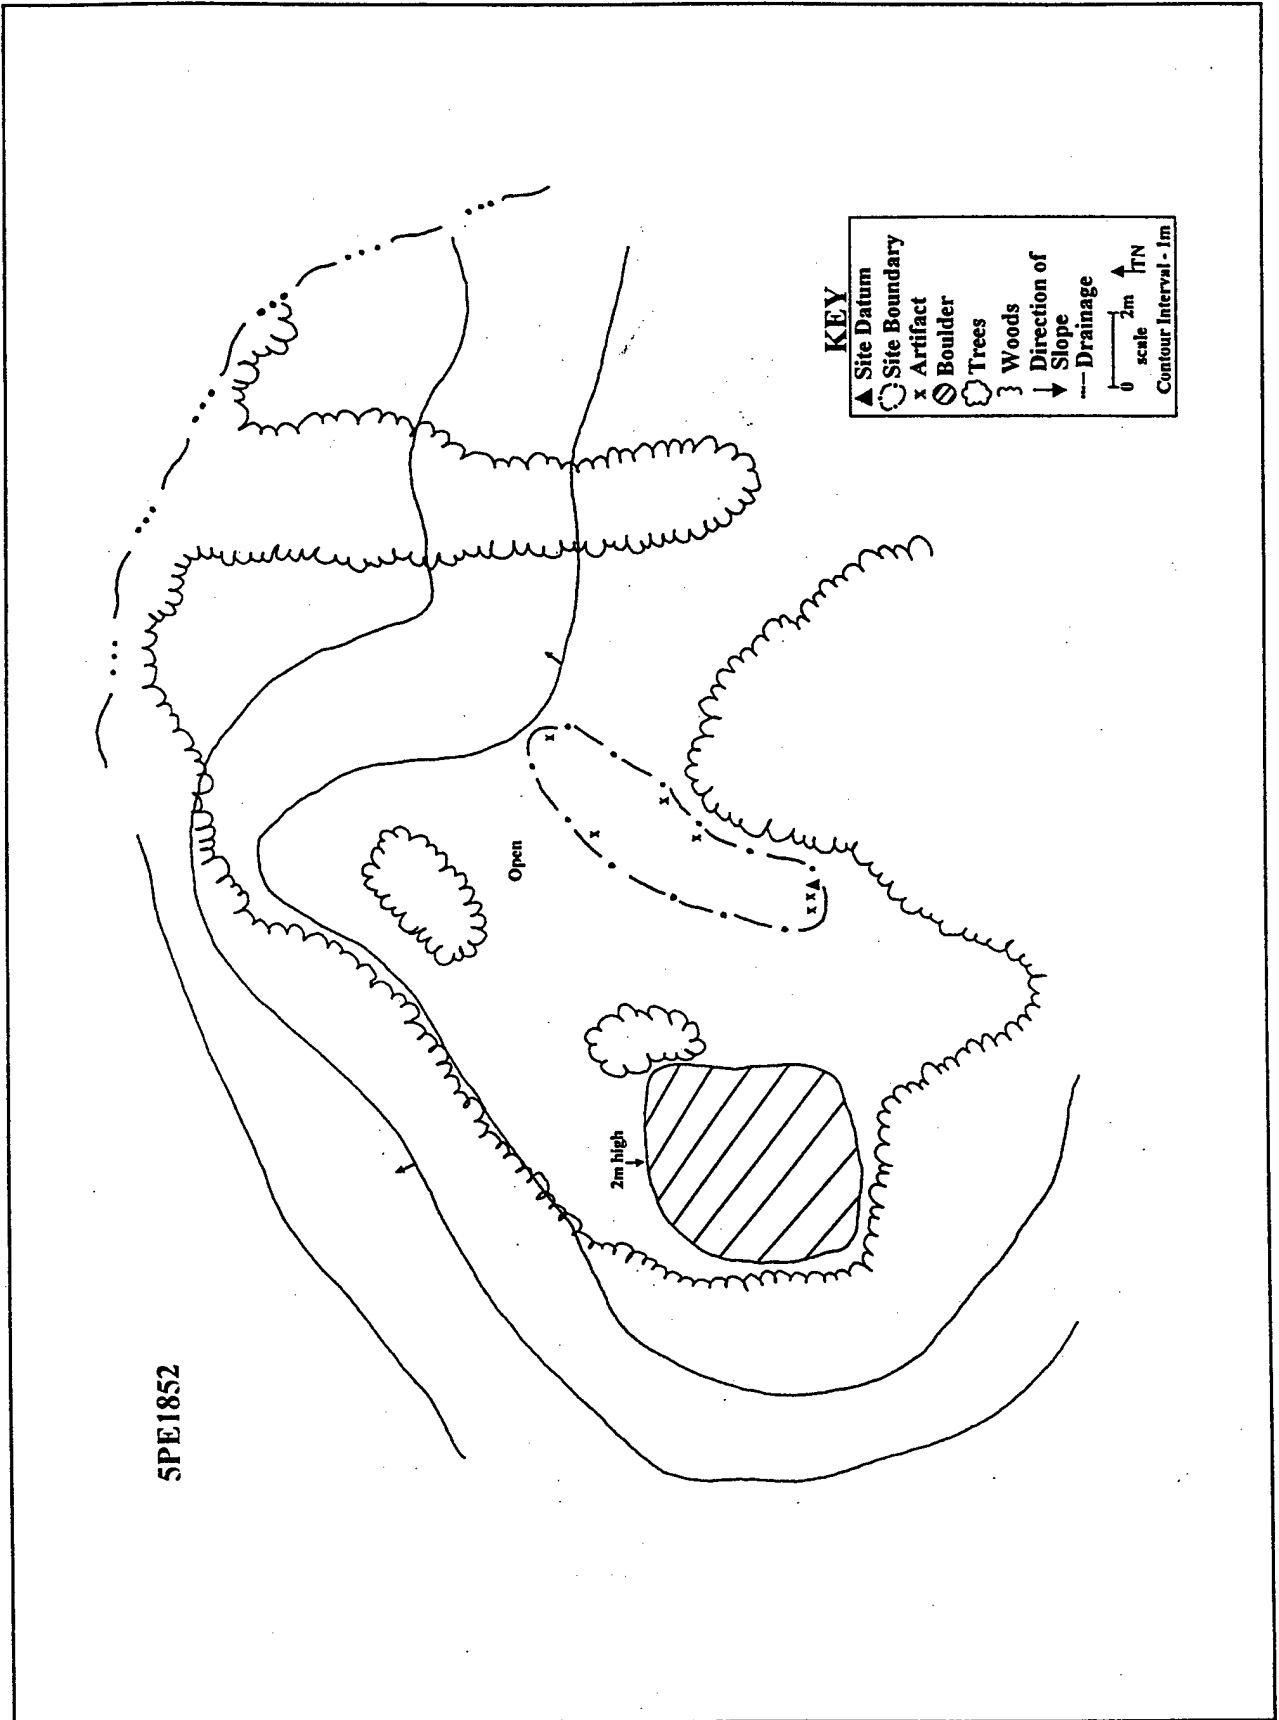 5PE1852
Open
2m high
x
x
x
x
x x
KEY
Site Datum
Site Boundary
x Artifact
Boulder
Trees
Woods
Direction of
Slope
Drainage
0 2m
scale
TN
Contour Interval - 1m